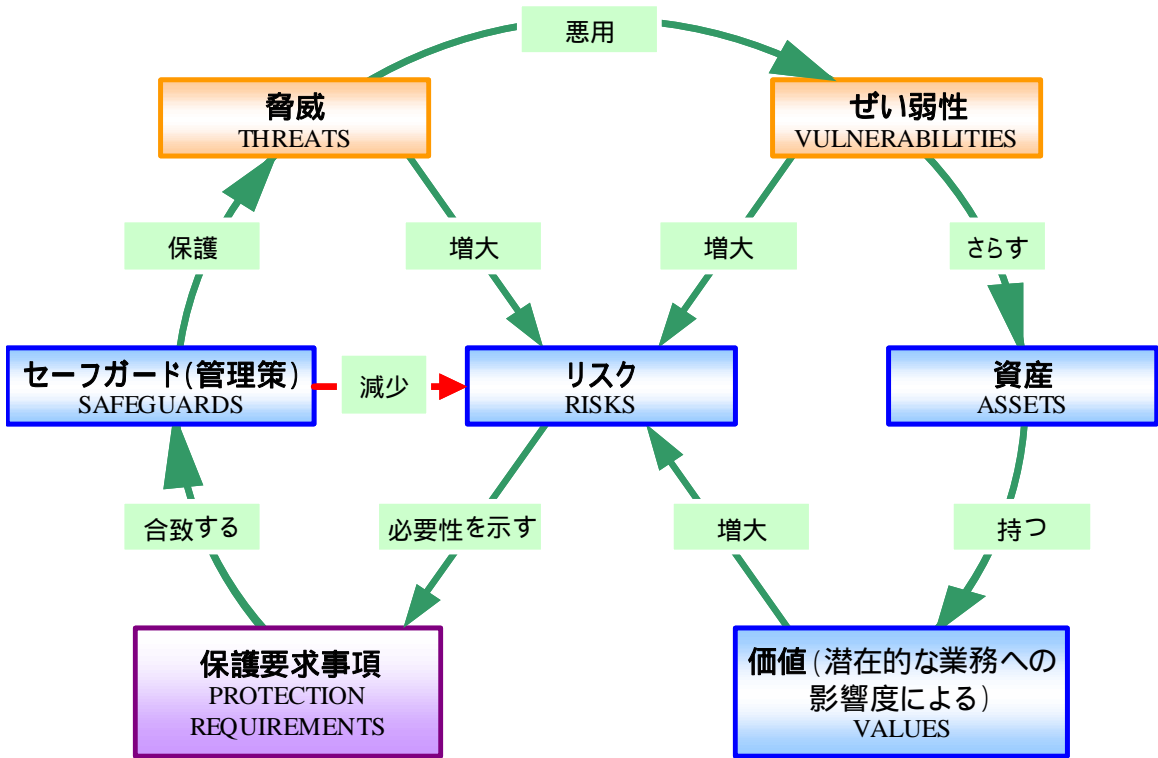 悪用
脅威
THREATS
ぜい弱性
VULNERABILITIES
保護
増大
増大
さらす
セーフガード(管理策)
SAFEGUARDS
減少
リスク
RISKS
資産
ASSETS
合致する
必要性を示す
増大
持つ
保護要求事項
PROTECTION
REQUIREMENTS
価値(潜在的な業務への
影響度による)
VALUES